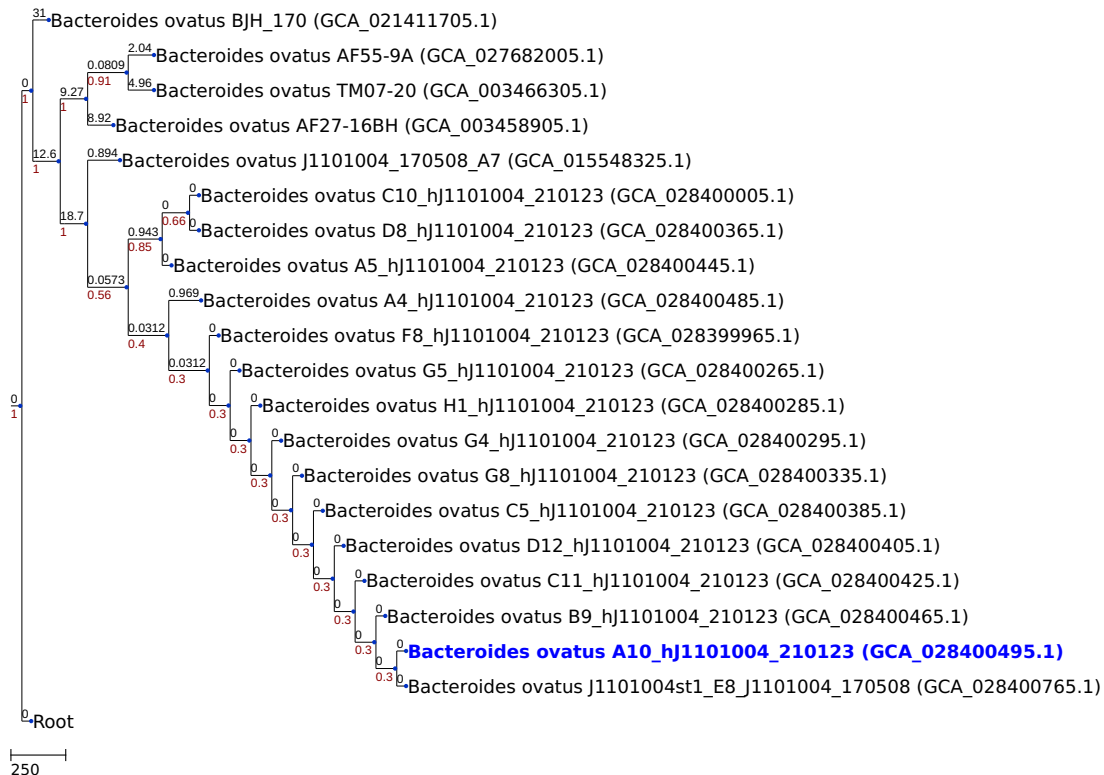 31
Bacteroides ovatus BJH_170 (GCA_021411705.1)
2.04
Bacteroides ovatus AF55-9A (GCA_027682005.1)
0.0809
0.91
0
1
4.96
Bacteroides ovatus TM07-20 (GCA_003466305.1)
9.27
1
8.92
Bacteroides ovatus AF27-16BH (GCA_003458905.1)
12.6
1
0.894
Bacteroides ovatus J1101004_170508_A7 (GCA_015548325.1)
0
Bacteroides ovatus C10_hJ1101004_210123 (GCA_028400005.1)
18.7
1
0
0.66
0
Bacteroides ovatus D8_hJ1101004_210123 (GCA_028400365.1)
0.943
0.85
0
Bacteroides ovatus A5_hJ1101004_210123 (GCA_028400445.1)
0.0573
0.56
0.969
Bacteroides ovatus A4_hJ1101004_210123 (GCA_028400485.1)
0.0312
0.4
0
Bacteroides ovatus F8_hJ1101004_210123 (GCA_028399965.1)
0.0312
0.3
0
Bacteroides ovatus G5_hJ1101004_210123 (GCA_028400265.1)
0
1
0
0.3
0
Bacteroides ovatus H1_hJ1101004_210123 (GCA_028400285.1)
0
0.3
0
Bacteroides ovatus G4_hJ1101004_210123 (GCA_028400295.1)
0
0.3
0
Bacteroides ovatus G8_hJ1101004_210123 (GCA_028400335.1)
0
0.3
0
Bacteroides ovatus C5_hJ1101004_210123 (GCA_028400385.1)
0
0.3
0
Bacteroides ovatus D12_hJ1101004_210123 (GCA_028400405.1)
0
0.3
0
Bacteroides ovatus C11_hJ1101004_210123 (GCA_028400425.1)
0
0.3
0
Bacteroides ovatus B9_hJ1101004_210123 (GCA_028400465.1)
0
0.3
0
Bacteroides ovatus A10_hJ1101004_210123 (GCA_028400495.1)
0
0.3
0
Bacteroides ovatus J1101004st1_E8_J1101004_170508 (GCA_028400765.1)
0
Root
250